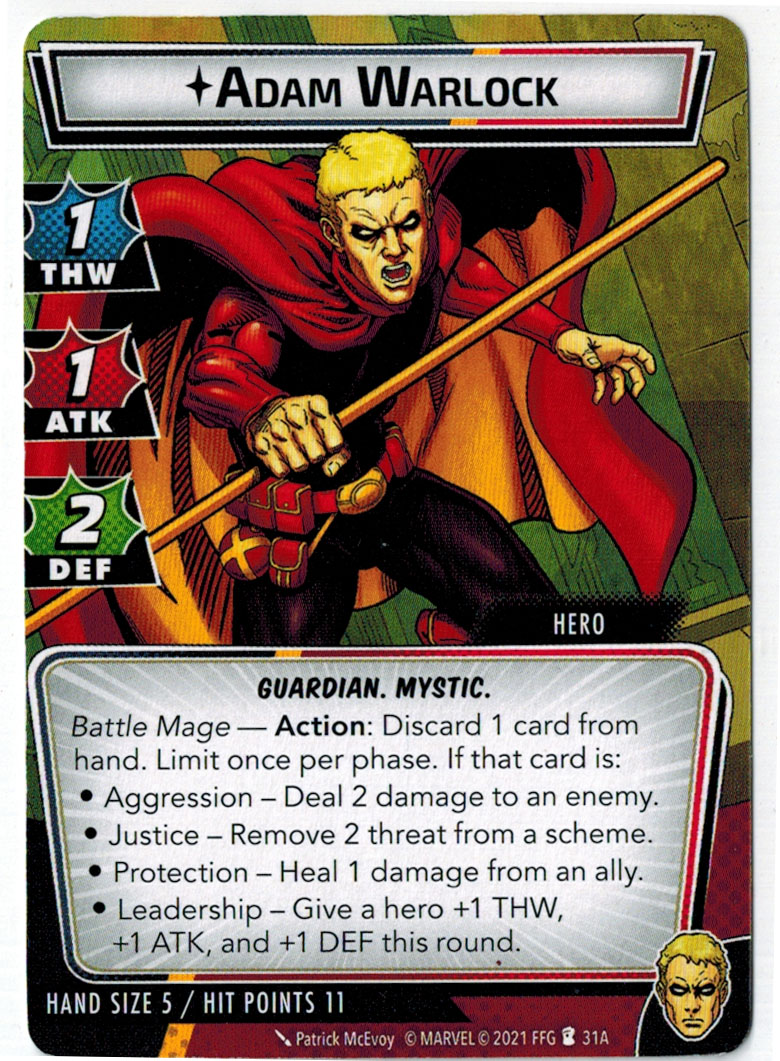 ADAM WARLOCK
1
THW
1
ATK
2
DEF
HERO
GUARDIAN. MYSTIC.
Battle Mage — Action: Discard 1 card from
hand. Limit once per phase. If that card is:
• Aggression – Deal 2 damage to an enemy.
• Justice – Remove 2 threat from a scheme.
• Protection – Heal 1 damage from an ally.
• Leadership – Give a hero +1 THW,
+1 ATK, and +1 DEF this round.
HAND SIZE 5 / HIT POINTS 11
Patrick McEvoy © MARVEL © 2021 FFG 31A